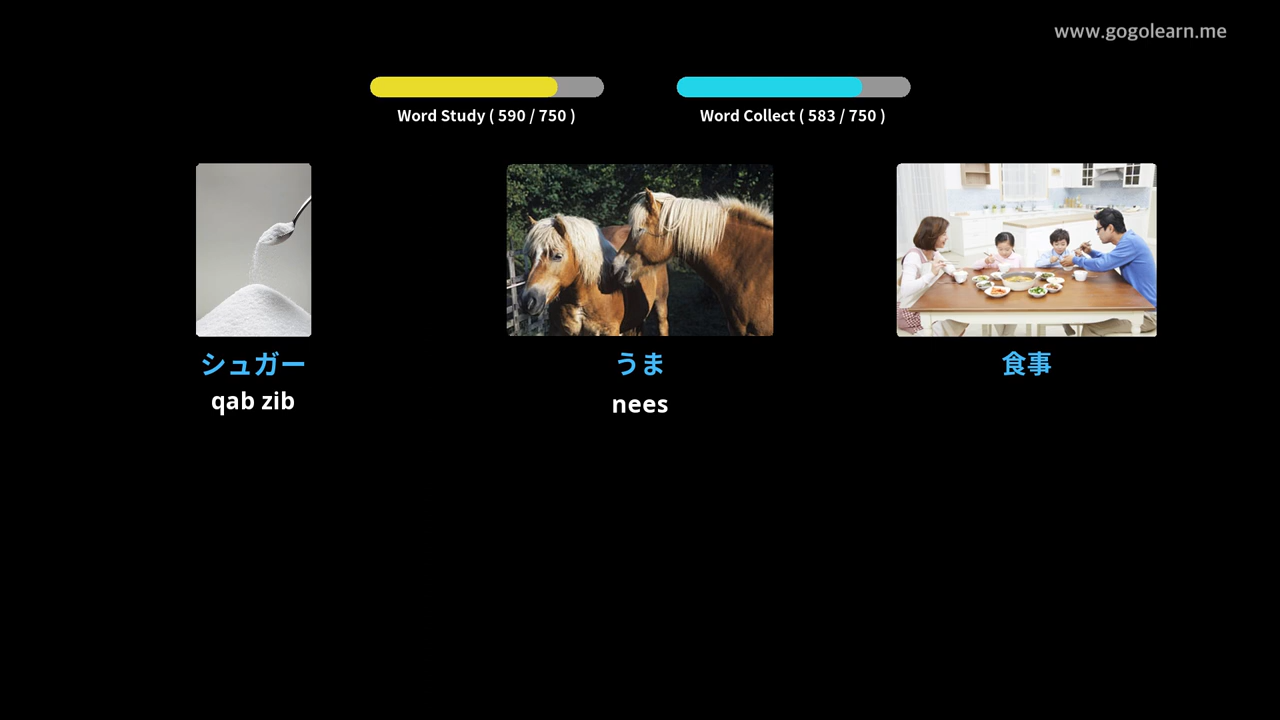 www.gogolearn.me
Word Study ( 590 / 750 )
Word Collect ( 583 / 750 )
シュガー
qab zib
うま
nees
食事